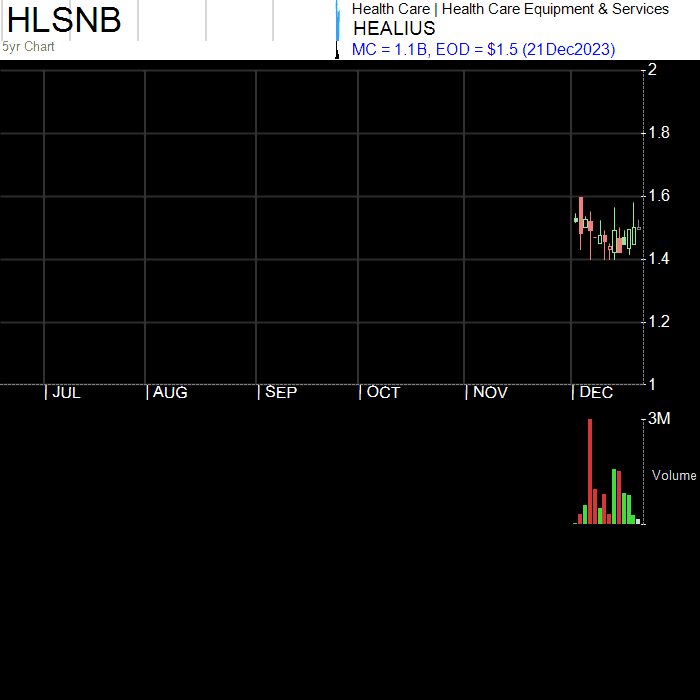 HLSNB
5yr Chart
Health Care | Health Care Equipment & Services
HEALIUS
MC = 1.1B, EOD = $1.5 (21Dec2023)
2
1.8
1.6
1.4
1.2
1
| JUL | AUG | SEP | OCT | NOV | DEC
3M
Volume